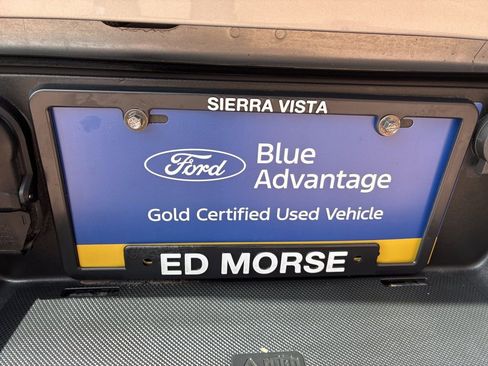 SIERRA VISTA
Ford
Blue
Advantage
Gold Certified Used Vehicle
ED MORSE